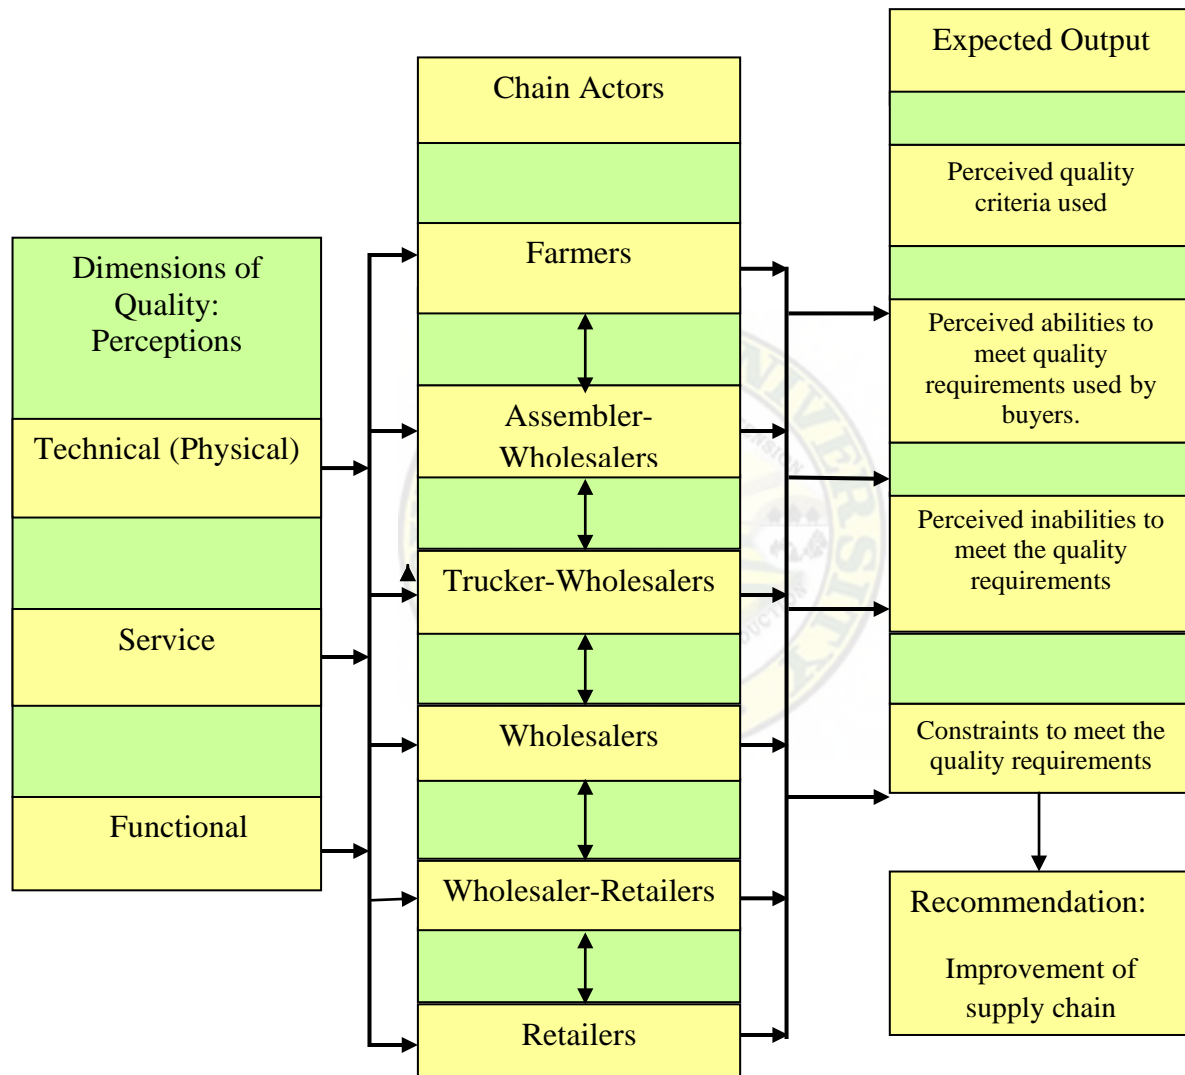 Dimensions of
Quality:
Perceptions
Technical (Physical)
Service
Functional
Chain Actors
Farmers
Assembler-
Wholesalers
Trucker-Wholesalers
Wholesalers
Wholesaler-Retailers
Retailers
Expected Output
Perceived quality
criteria used
Perceived abilities to
meet quality
requirements used by
buyers.
Perceived inabilities to
meet the quality
requirements
Constraints to meet the
quality requirements
Recommendation:
Improvement of
supply chain